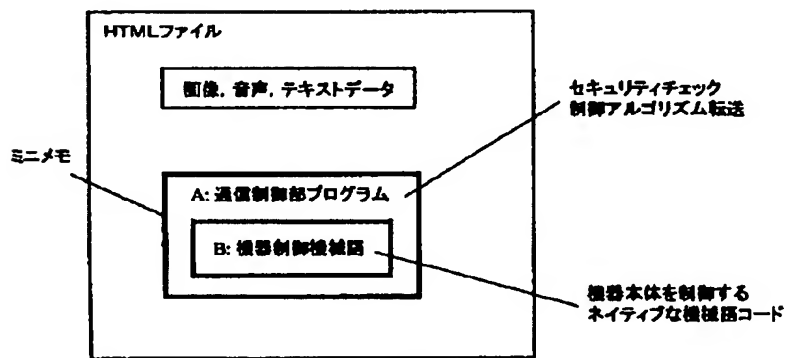 HTMLファイル
画像, 音声, テキストデータ
セキュリティチェック
制御アルゴリズム転送
ミニメモ
A: 通信制御部プログラム
B: 機器制御機械語
機器本体を制御する
ネイティブな機械語コード